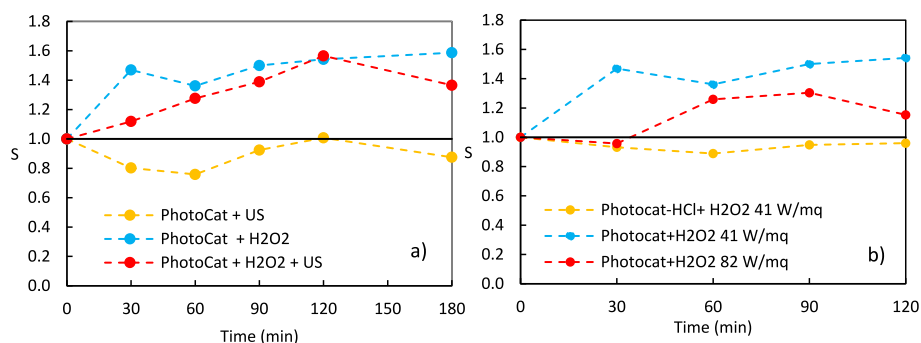 1.8
1.6
1.4
1.2
1.0
0.8
0.6
0.4
0.2
0.0
S
0 30 60 90 120 180
Time (min)
PhotoCat + US
PhotoCat + H2O2
PhotoCat + H2O2 + US
a)
1.8
1.6
1.4
1.2
1.0
0.8
0.6
0.4
0.2
0.0
S
0 30 60 90 120
Time (min)
Photocat-HCl+ H2O2 41 W/mq
Photocat+H2O2 41 W/mq
Photocat+H2O2 82 W/mq
b)